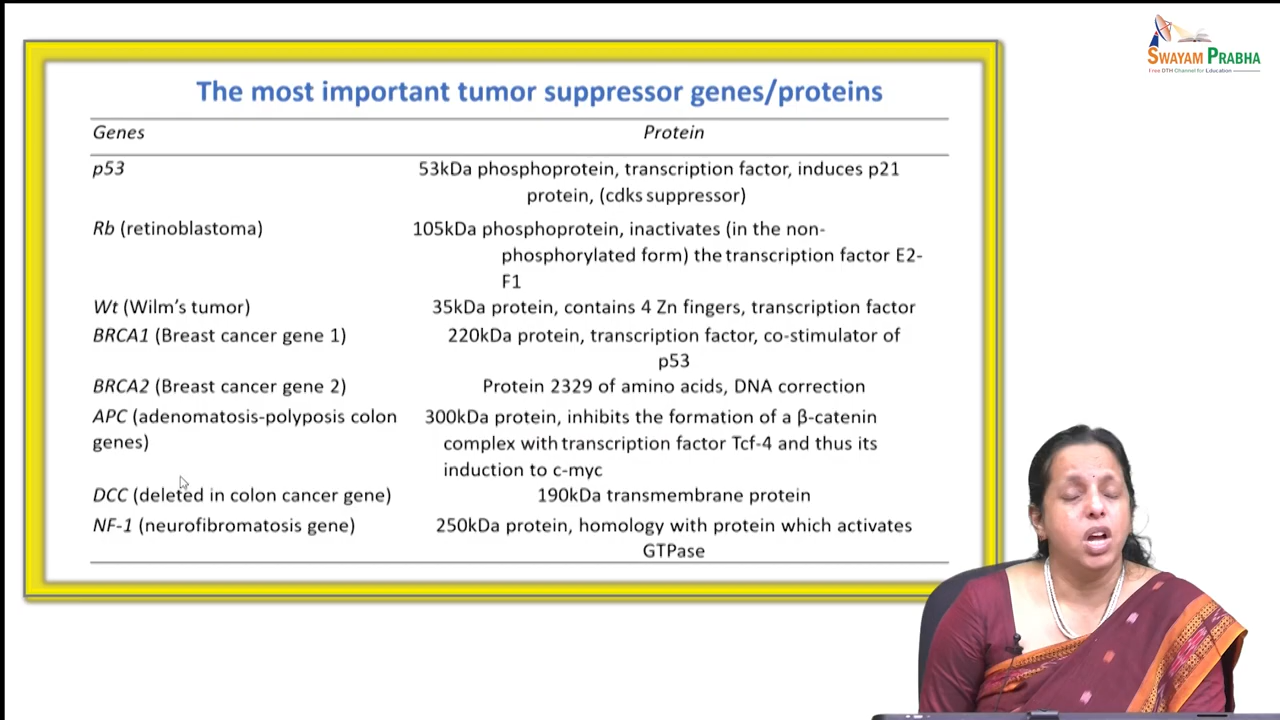 SWAYAM PRABHA
Free DTH Channel for Education
The most important tumor suppressor genes/proteins
Genes Protein
p53 53kDa phosphoprotein, transcription factor, induces p21
protein, (cdks suppressor)
Rb (retinoblastoma) 105kDa phosphoprotein, inactivates (in the non-
phosphorylated form) the transcription factor E2-
F1
Wt (Wilm's tumor) 35kDa protein, contains 4 Zn fingers, transcription factor
BRCA1 (Breast cancer gene 1) 220kDa protein, transcription factor, co-stimulator of
p53
BRCA2 (Breast cancer gene 2) Protein 2329 of amino acids, DNA correction
APC (adenomatosis-polyposis colon 300kDa protein, inhibits the formation of a β-catenin
genes) complex with transcription factor Tcf-4 and thus its
induction to c-myc
DCC (deleted in colon cancer gene) 190kDa transmembrane protein
NF-1 (neurofibromatosis gene) 250kDa protein, homology with protein which activates
GTPase